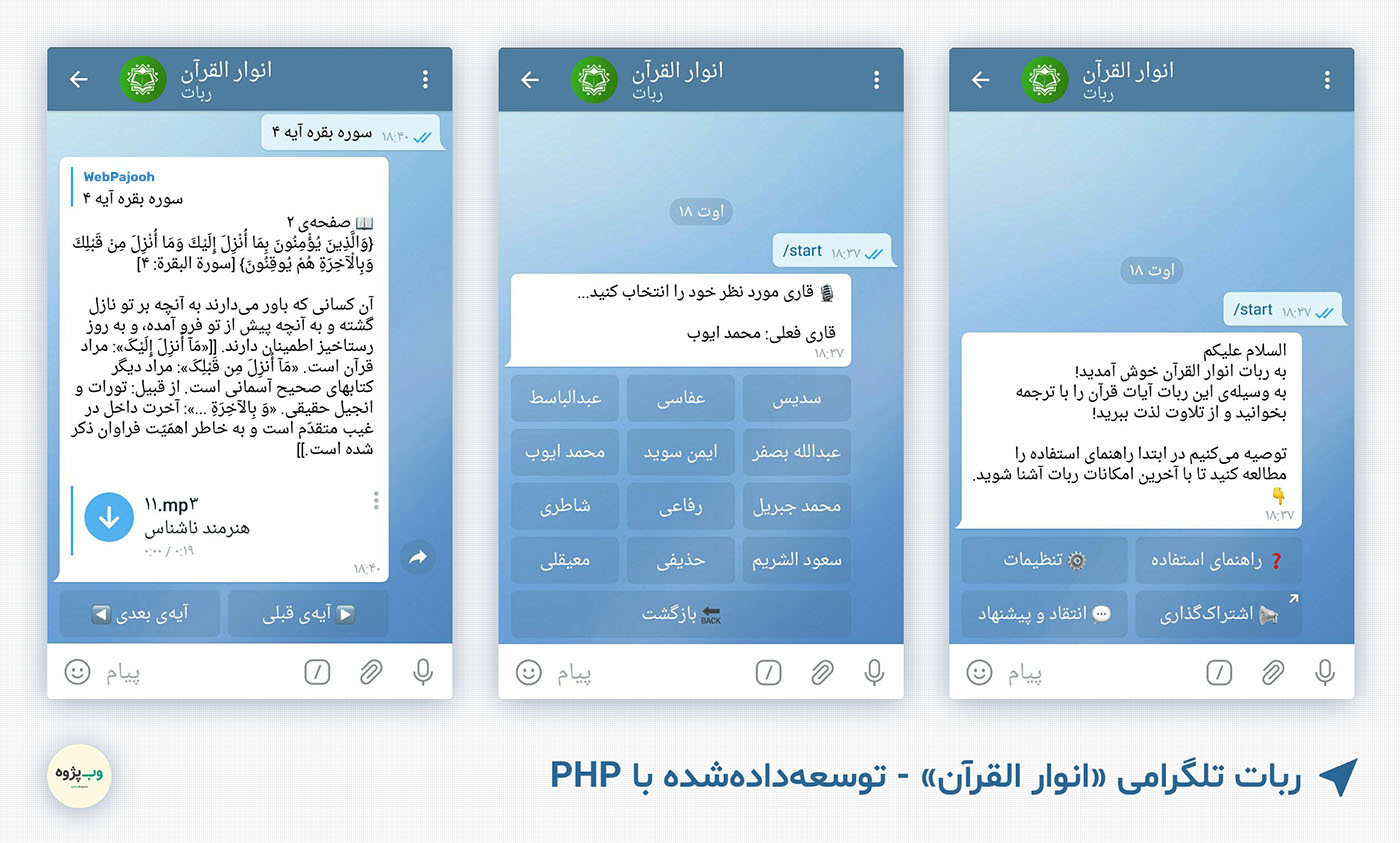 انوار القرآن
ربات
اوت ۱۸
/start ۱۸:۳۷
السلام علیکم
به ربات انوار القرآن خوش آمدید!
به وسیله‌ی این ربات آیات قرآن را با ترجمه
بخوانید و از تلاوت لذت ببرید!
توصیه می‌کنیم در ابتدا راهنمای استفاده را
مطالعه کنید تا با آخرین امکانات ربات آشنا شوید.
👇
۱۸:۳۷
❓ راهنمای استفاده
⚙️ تنظیمات
📢 اشتراک‌گذاری
💬 انتقاد و پیشنهاد
پیام
انوار القرآن
ربات
اوت ۱۸
/start ۱۸:۳۷
🎙 قاری مورد نظر خود را انتخاب کنید...
قاری فعلی: محمد ایوب
۱۸:۳۷
سدیس
عفاسی
عبدالباسط
عبدالله بصفر
ایمن سوید
محمد ایوب
محمد جبریل
رفاعی
شاطری
سعود الشریم
حذیفی
معیقلی
🔙 بازگشت
پیام
انوار القرآن
ربات
سوره بقره آیه ۴ ۱۸:۴۰
WebPajooh
سوره بقره آیه ۴
📖 صفحه‌ی ۲
{وَالَّذِينَ يُؤْمِنُونَ بِمَا أُنْزِلَ إِلَيْكَ وَمَا أُنْزِلَ مِنْ قَبْلِكَ
وَبِالْآخِرَةِ هُمْ يُوقِنُونَ} [سورة البقرة: ۴]
آن کسانی که باور می‌دارند به آنچه بر تو نازل
گشته و به آنچه پیش از تو فرو آمده، و به روز
رستاخیز اطمینان دارند. [[«مَآ أُنزِلَ إِلَيْكَ»: مراد
قرآن است. «مَآ أُنزِلَ مِن قَبْلِكَ»: مراد دیگر
کتابهای صحیح آسمانی است. از قبیل: تورات و
انجیل حقیقی. «وَ بِالآخِرَةِ ...»: آخرت داخل در
غیب متقدّم است و به خاطر اهمّیّت فراوان ذکر
شده است.]]
۱۱.mp۳
هنرمند ناشناس
۰:۰۰ / ۰:۱۹
۱۸:۴۰
▶️ آیه‌ی قبلی
آیه‌ی بعدی ◀️
پیام
ربات تلگرامی «انوار القرآن» - توسعه‌داده‌شده با PHP
وب‌پژوه